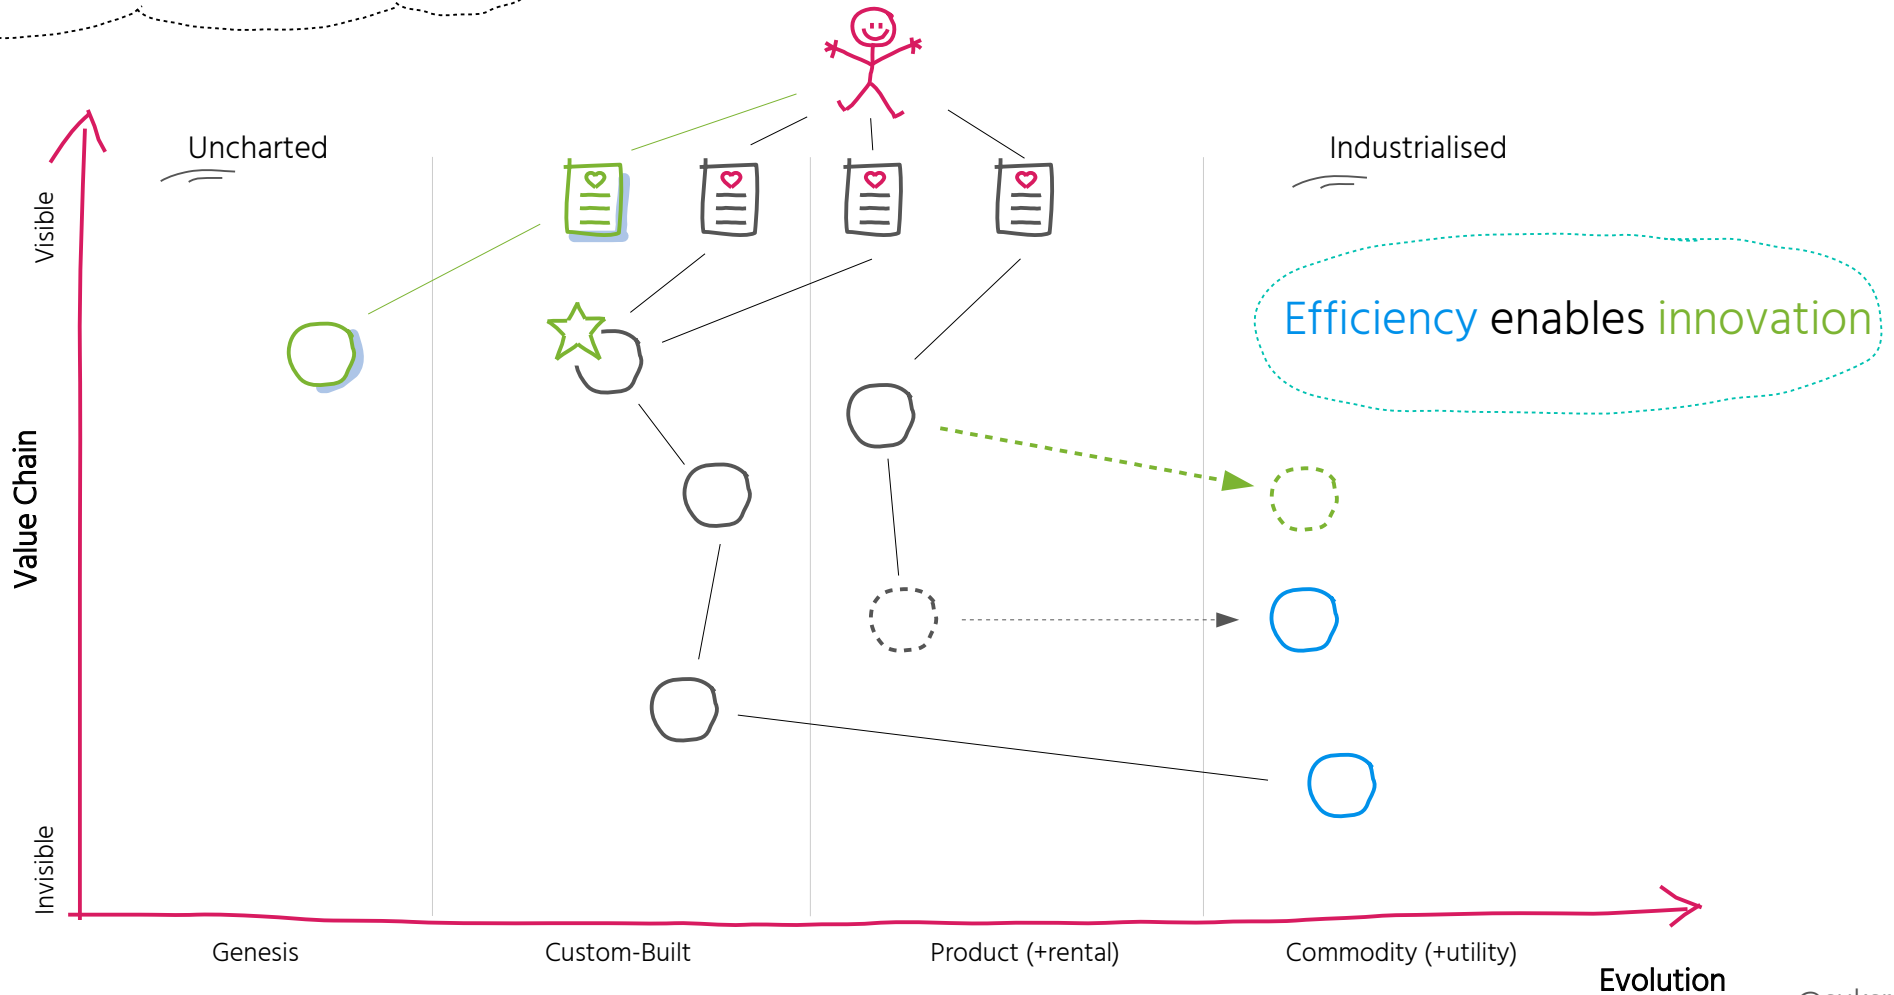 Uncharted
Industrialised
Visible
Efficiency enables innovation
Value Chain
Invisible
Genesis
Custom-Built
Product (+rental)
Commodity (+utility)
Evolution